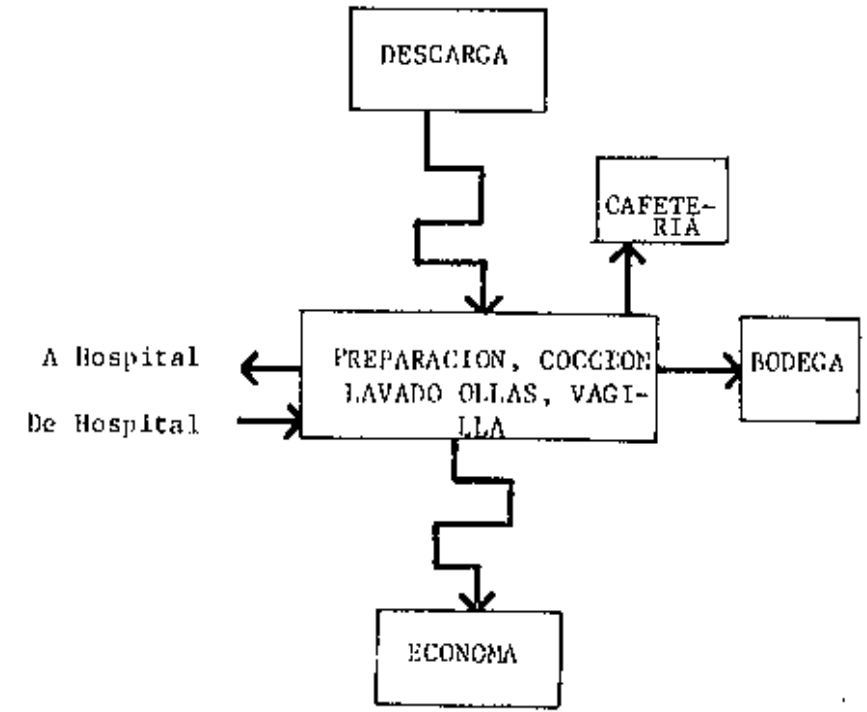 DESCARGA
CAFETE-
RIA
A Hospital
De Hospital
PREPARACION, COCCION
LAVADO OLLAS, VAGI-
LLA
BODEGA
ECONOMA